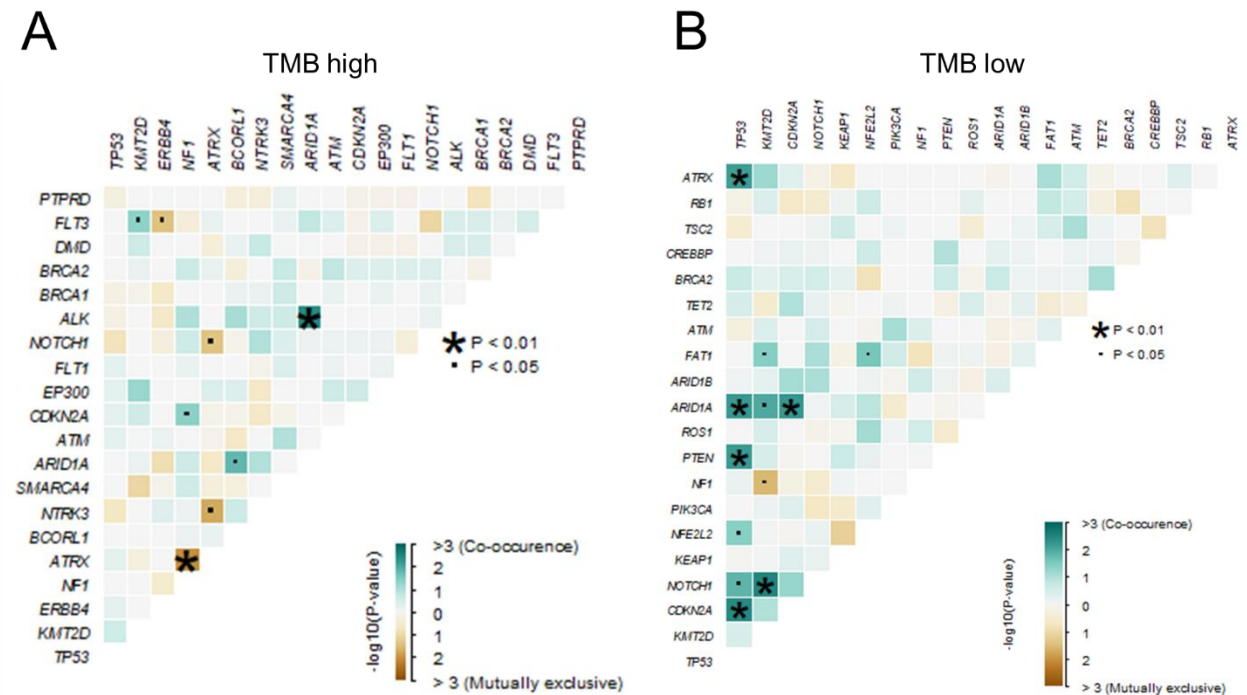 A
TMB high
TP53
KMT2D
ERBB4
NF1
ATRX
BCORL1
NTRK3
SMARCA4
ARID1A
ATM
CDKN2A
EP300
FLT1
NOTCH1
ALK
BRCA1
BRCA2
DMD
FLT3
PTPRD
PTPRD
FLT3
DMD
BRCA2
BRCA1
ALK
NOTCH1
FLT1
EP300
CDKN2A
ATM
ARID1A
SMARCA4
NTRK3
BCORL1
ATRX
NF1
ERBB4
KMT2D
TP53
* P < 0.01
· P < 0.05
-log10(P-value)
>3 (Co-occurence)
2
1
0
1
2
> 3 (Mutually exclusive)
B
TMB low
TP53
KMT2D
CDKN2A
NOTCH1
KEAP1
NFE2L2
PIK3CA
NF1
PTEN
ROS1
ARID1A
ARID1B
FAT1
ATM
TET2
BRCA2
CREBBP
TSC2
RB1
ATRX
ATRX
RB1
TSC2
CREBBP
BRCA2
TET2
ATM
FAT1
ARID1B
ARID1A
ROS1
PTEN
NF1
PIK3CA
NFE2L2
KEAP1
NOTCH1
CDKN2A
KMT2D
TP53
* P < 0.01
· P < 0.05
-log10(P-value)
>3 (Co-occurence)
2
1
0
1
2
> 3 (Mutually exclusive)